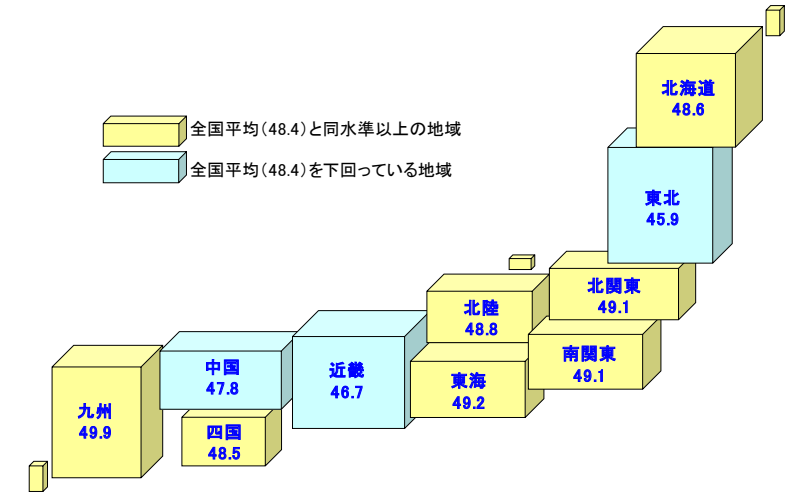 北海道
48.6
全国平均(48.4)と同水準以上の地域
全国平均(48.4)を下回っている地域
東北
45.9
北関東
49.1
北陸
48.8
南関東
49.1
中国
47.8
近畿
46.7
東海
49.2
九州
49.9
四国
48.5